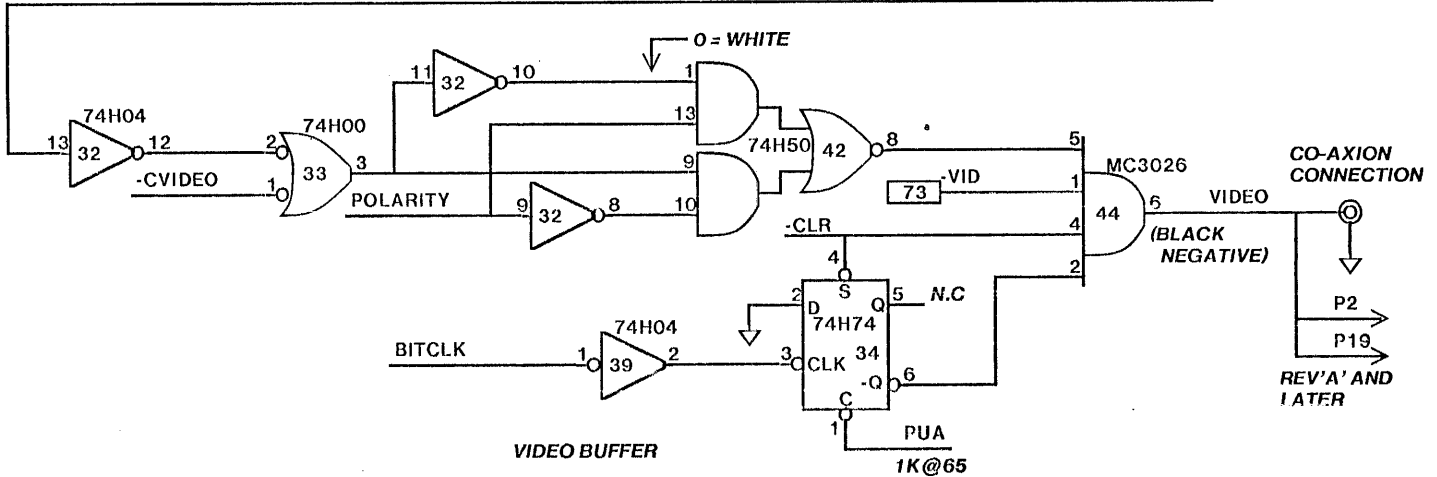 O = WHITE
11 32 10
1
74H04
74H00
13
13 32 12
2
33 3
74H50
42 8
5
MC3026
CO-AXION
CONNECTION
-CVIDEO
1
9
-VID
73
1
POLARITY
9 32 8
10
44 6
VIDEO
-CLR
4
(BLACK
NEGATIVE)
4
2
S
2 D
Q 5 N.C
P2
74H74
74H04
BITCLK
1 39 2
3 CLK
34
P19
-Q 6
REV'A' AND
LATER
C
1
PUA
VIDEO BUFFER
1K@65